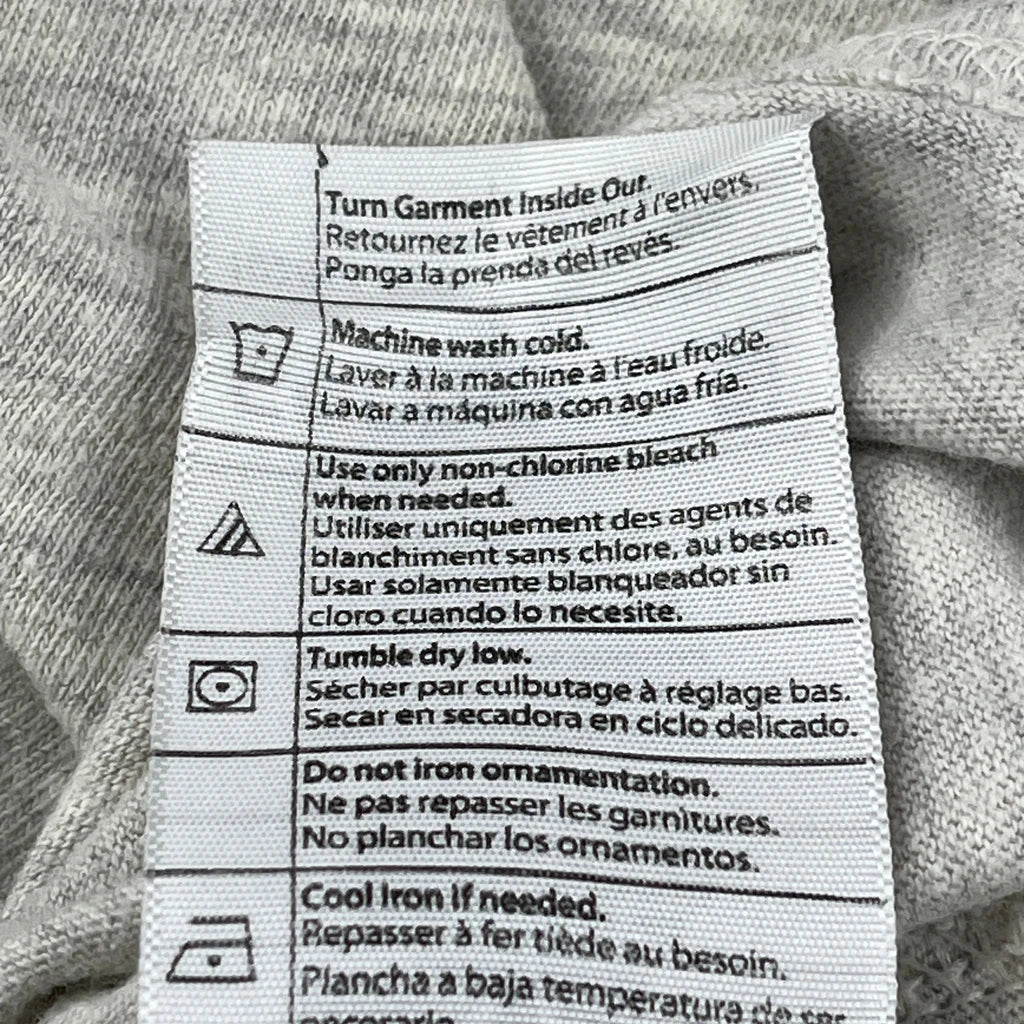 Turn Garment Inside Out.
Retournez le vêtement à l'envers.
Ponga la prenda del revés.
Machine wash cold.
Laver à la machine à l'eau froide.
Lavar a máquina con agua fría.
Use only non-chlorine bleach
when needed.
Utiliser uniquement des agents de
blanchiment sans chlore, au besoin.
Usar solamente blanqueador sin
cloro cuando lo necesite.
Tumble dry low.
Sécher par culbutage à réglage bas.
Secar en secadora en ciclo delicado.
Do not iron ornamentation.
Ne pas repasser les garnitures.
No planchar los ornamentos.
Cool Iron If needed.
Repasser à fer tiède au besoin.
Plancha a baja temperatura de ser